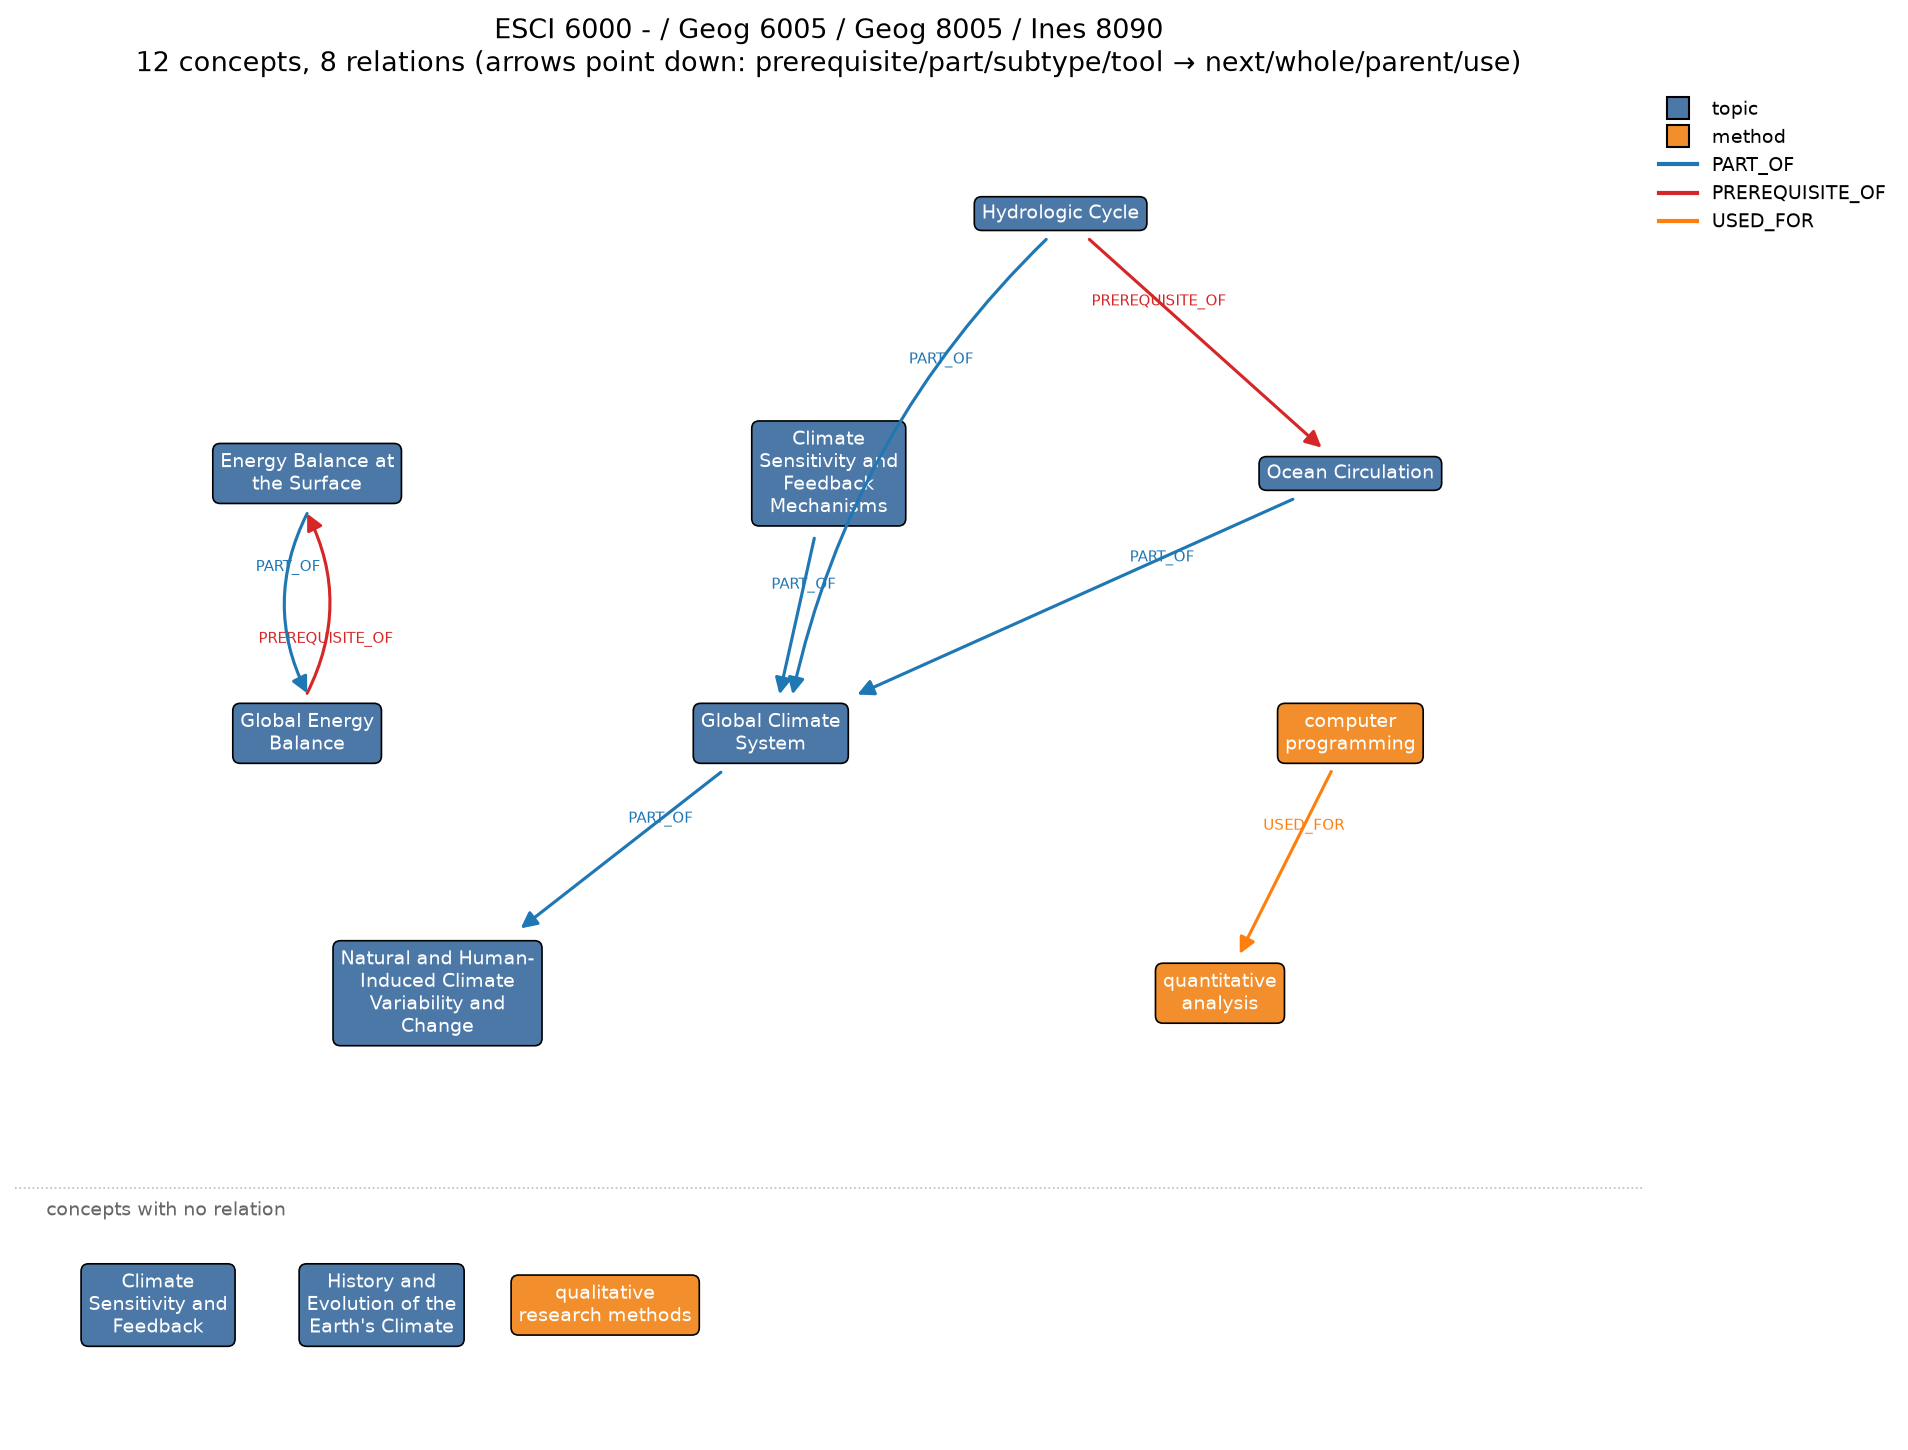 ESCI 6000 - / Geog 6005 / Geog 8005 / Ines 8090
12 concepts, 8 relations (arrows point down: prerequisite/part/subtype/tool → next/whole/parent/use)
topic
method
PART_OF
PREREQUISITE_OF
USED_FOR
Hydrologic Cycle
PREREQUISITE_OF
PART_OF
Climate
Sensitivity and
Feedback
Mechanisms
Energy Balance at
the Surface
Ocean Circulation
PART_OF
PART_OF
PART_OF
PREREQUISITE_OF
Global Energy
Balance
Global Climate
System
computer
programming
PART_OF
USED_FOR
Natural and Human-
Induced Climate
Variability and
Change
quantitative
analysis
concepts with no relation
Climate
Sensitivity and
Feedback
History and
Evolution of the
Earth's Climate
qualitative
research methods